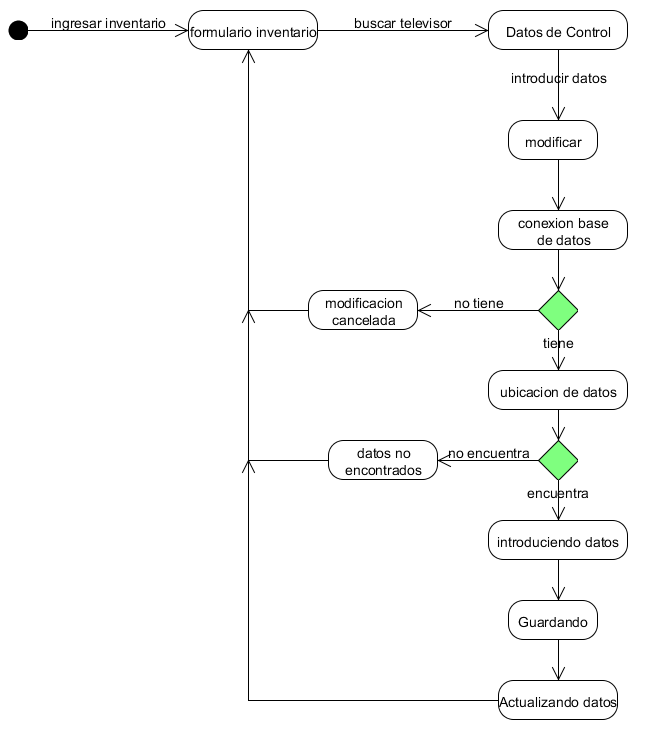 ingresar inventario
formulario inventario
buscar televisor
Datos de Control
introducir datos
modificar
conexion base
de datos
modificacion
cancelada
no tiene
tiene
ubicacion de datos
datos no
encontrados
no encuentra
encuentra
introduciendo datos
Guardando
Actualizando datos